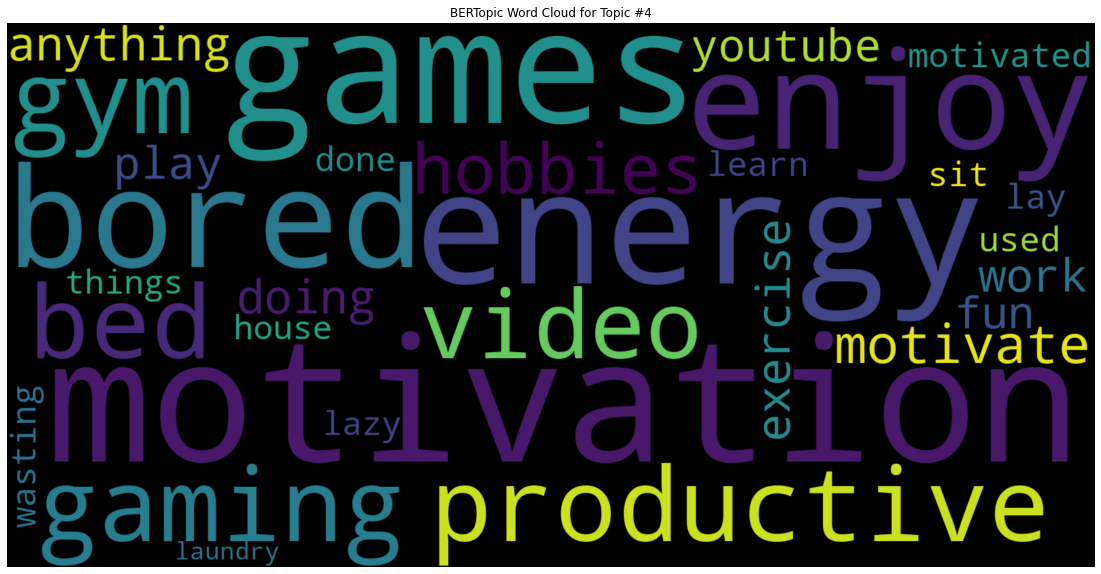 BERTopic Word Cloud for Topic #4
anything
games
youtube
motivated
gym
enjoy
play
done
hobbies
learn
sit
lay
bored
energy
used
things
doing
exercise
work
bed
house
video
fun
motivate
motivation
wasting
lazy
gaming
productive
laundry